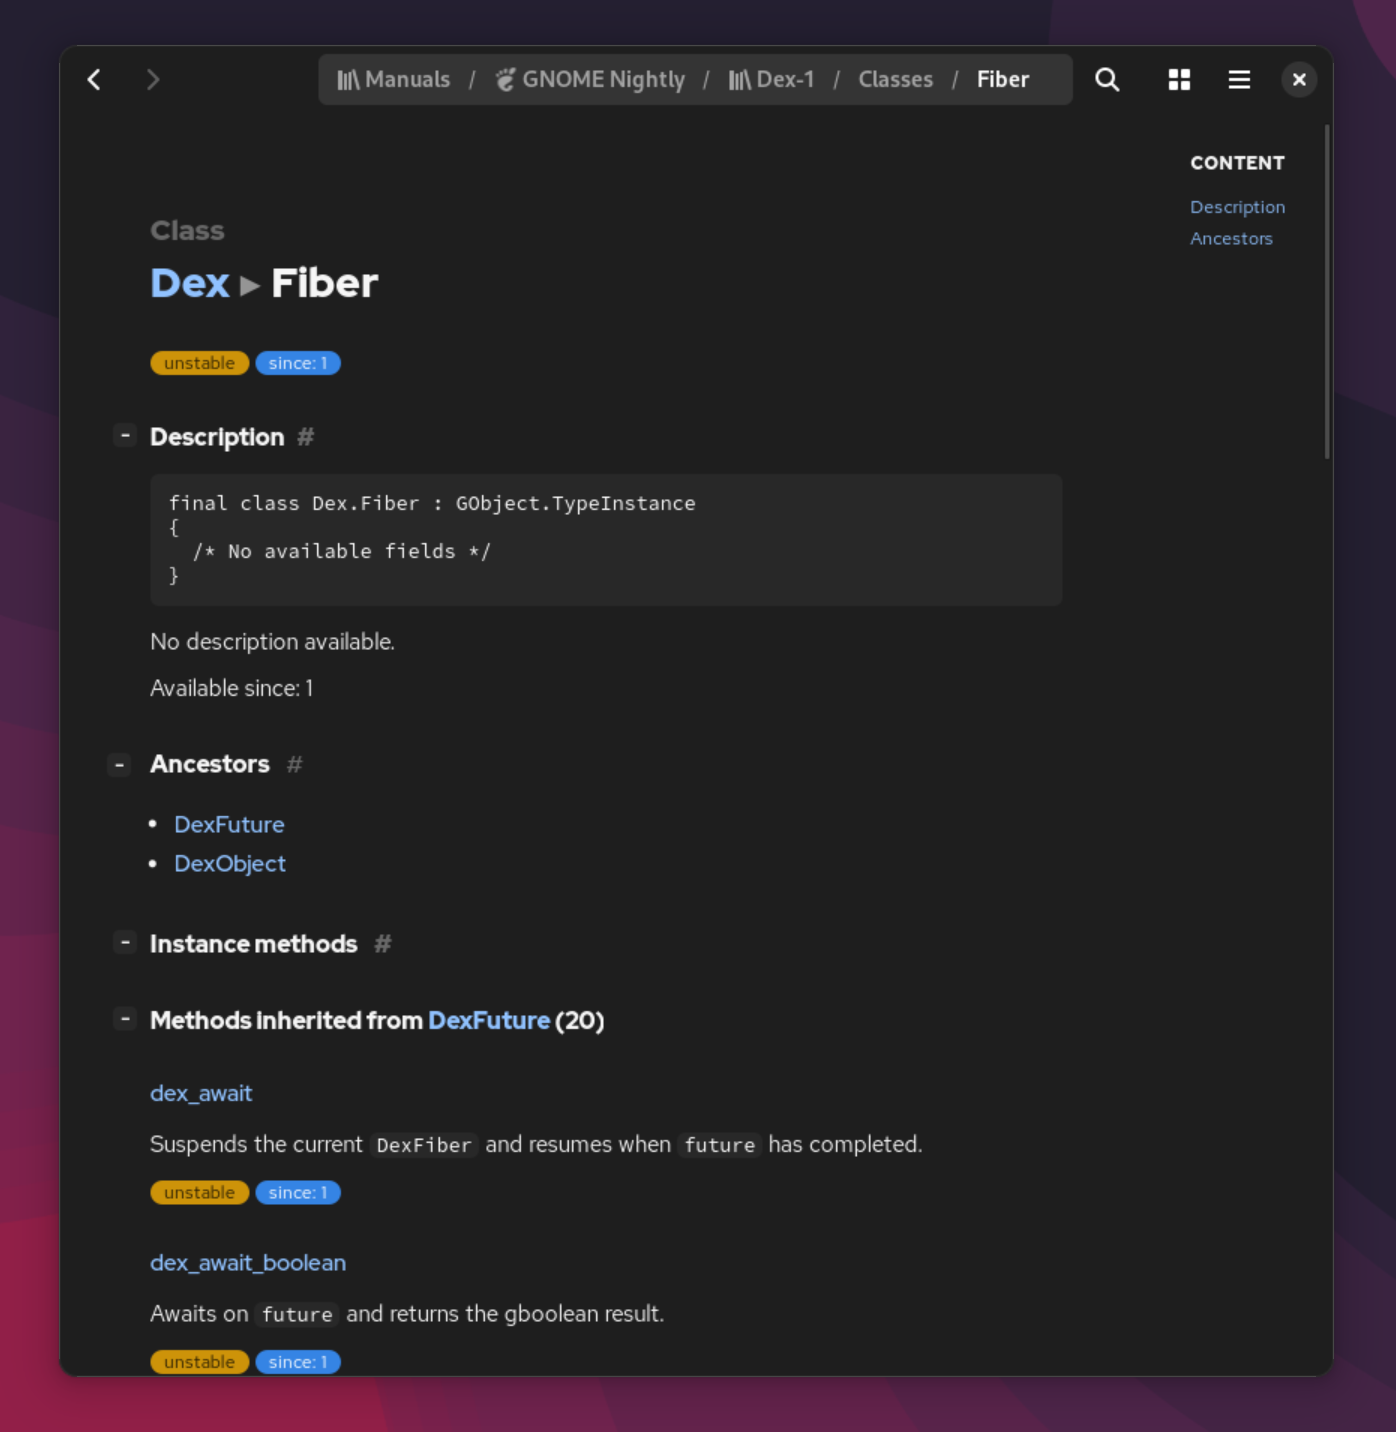 Manuals / GNOME Nightly / Dex-1 / Classes / Fiber
CONTENT
Description
Ancestors
Class
Dex ▸ Fiber
unstable since: 1
- Description #
final class Dex.Fiber : GObject.TypeInstance
{
  /* No available fields */
}
No description available.
Available since: 1
- Ancestors #
• DexFuture
• DexObject
- Instance methods #
- Methods inherited from DexFuture (20)
dex_await
Suspends the current DexFiber and resumes when future has completed.
unstable since: 1
dex_await_boolean
Awaits on future and returns the gboolean result.
unstable since: 1